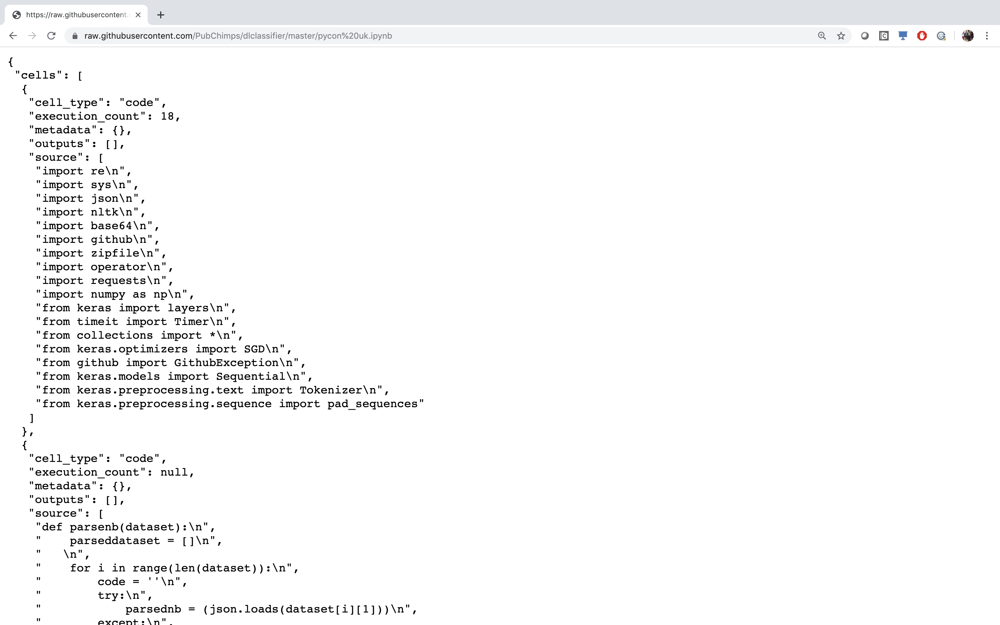 https://raw.githubusercontent.
raw.githubusercontent.com/PubChimps/dlclassifier/master/pycon%20uk.ipynb
{
 "cells": [
  {
   "cell_type": "code",
   "execution_count": 18,
   "metadata": {},
   "outputs": [],
   "source": [
    "import re\n",
    "import sys\n",
    "import json\n",
    "import nltk\n",
    "import base64\n",
    "import github\n",
    "import zipfile\n",
    "import operator\n",
    "import requests\n",
    "import numpy as np\n",
    "from keras import layers\n",
    "from timeit import Timer\n",
    "from collections import *\n",
    "from keras.optimizers import SGD\n",
    "from github import GithubException\n",
    "from keras.models import Sequential\n",
    "from keras.preprocessing.text import Tokenizer\n",
    "from keras.preprocessing.sequence import pad_sequences"
   ]
  },
  {
   "cell_type": "code",
   "execution_count": null,
   "metadata": {},
   "outputs": [],
   "source": [
    "def parsenb(dataset):\n",
    "    parseddataset = []\n",
    "   \n",
    "    for i in range(len(dataset)):\n",
    "        code = ''\n",
    "        try:\n",
    "            parsednb = (json.loads(dataset[i][1]))\n",
    "        except:\n",